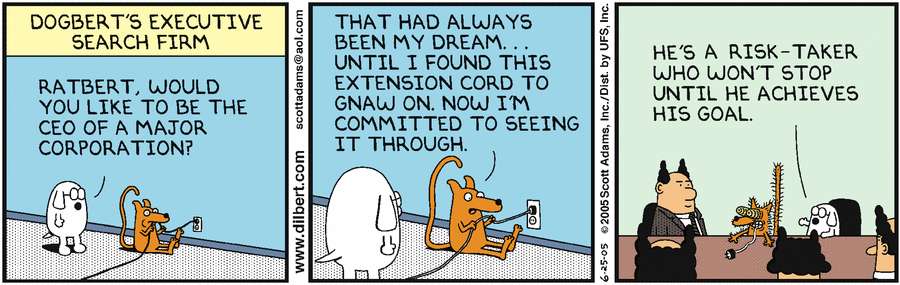 DOGBERT'S EXECUTIVE
SEARCH FIRM
RATBERT, WOULD
YOU LIKE TO BE THE
CEO OF A MAJOR
CORPORATION?
www.dilbert.com
scottadams@aol.com
THAT HAD ALWAYS
BEEN MY DREAM...
UNTIL I FOUND THIS
EXTENSION CORD TO
GNAW ON. NOW I'M
COMMITTED TO SEEING
IT THROUGH.
6-25-05 © 2005 Scott Adams, Inc./Dist. by UFS, Inc.
HE'S A RISK-TAKER
WHO WON'T STOP
UNTIL HE ACHIEVES
HIS GOAL.